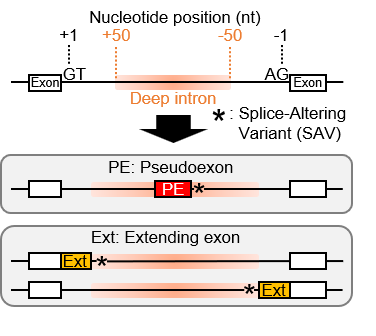 Nucleotide position (nt)
+1 +50 -50 -1
GT AG
Exon Exon
Deep intron
* : Splice-Altering
Variant (SAV)
PE: Pseudoexon
PE *
Ext: Extending exon
Ext *
* Ext